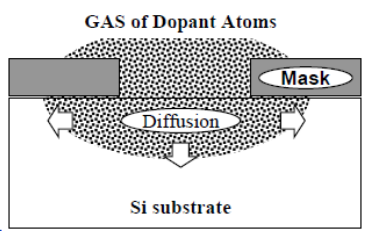 GAS of Dopant Atoms
Mask
Diffusion
Si substrate